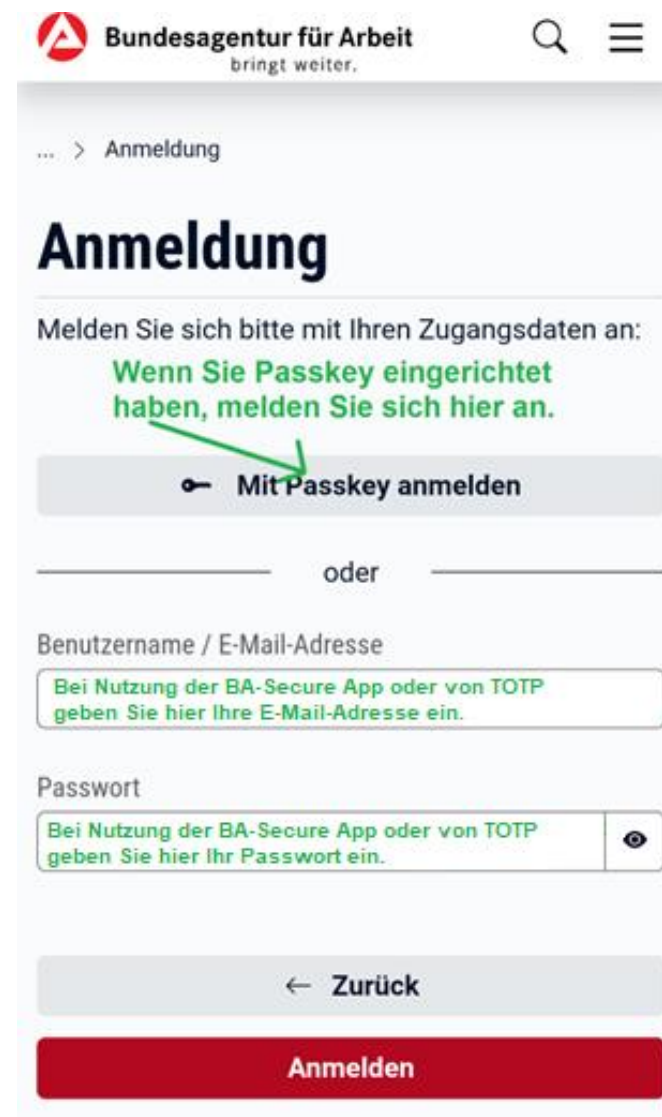 Bundesagentur für Arbeit
bringt weiter.
... > Anmeldung
Anmeldung
Melden Sie sich bitte mit Ihren Zugangsdaten an:
Wenn Sie Passkey eingerichtet
haben, melden Sie sich hier an.
Mit Passkey anmelden
oder
Benutzername / E-Mail-Adresse
Bei Nutzung der BA-Secure App oder von TOTP
geben Sie hier Ihre E-Mail-Adresse ein.
Passwort
Bei Nutzung der BA-Secure App oder von TOTP
geben Sie hier Ihr Passwort ein.
← Zurück
Anmelden